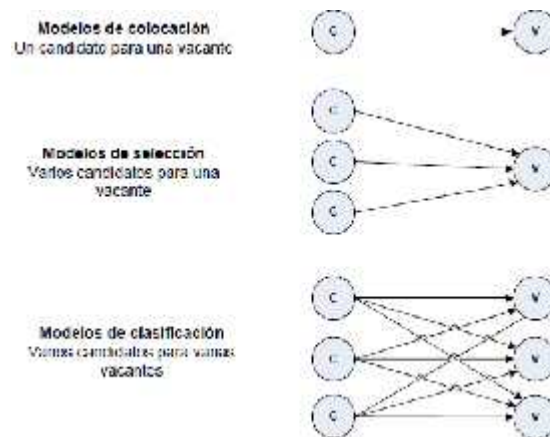 Modelos de colocación
Un candidato para una vacante
C
V
C
Modelos de selección
Varios candidatos para una
vacante
C
V
C
C
V
Modelos de clasificación
Varios candidatos para varias
vacantes
C
V
C
V